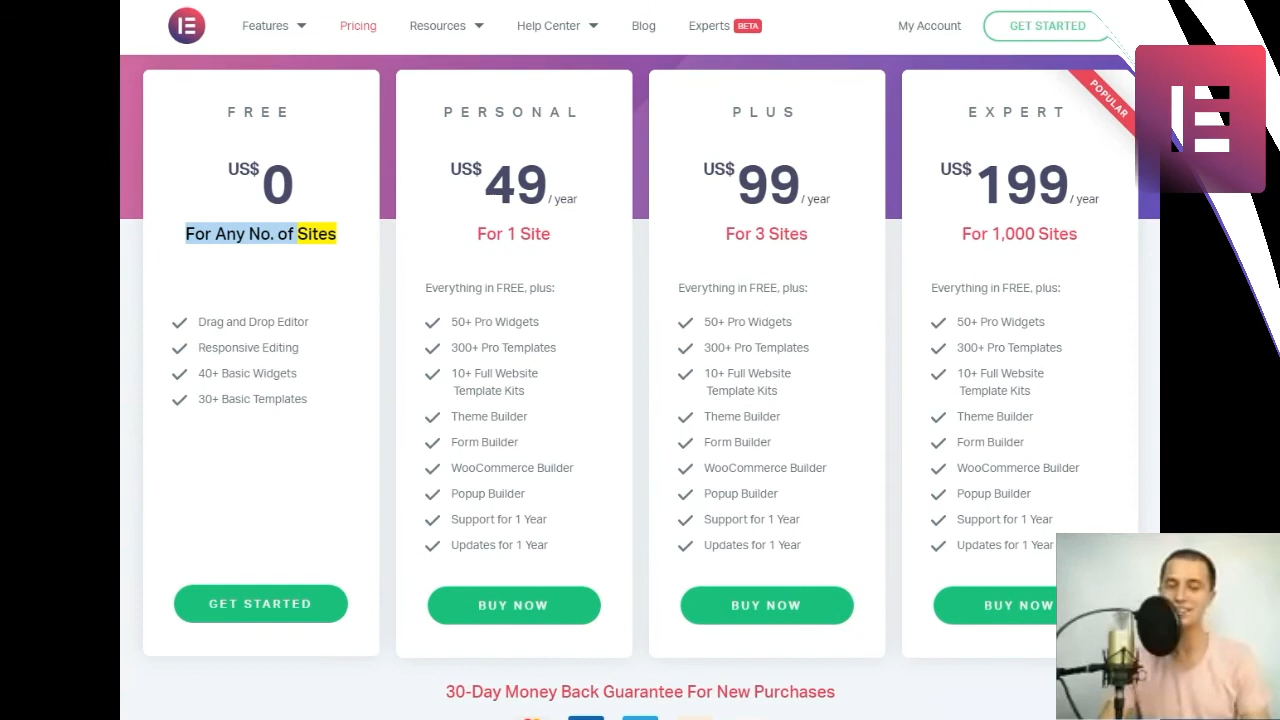 Features
Pricing
Resources
Help Center
Blog
Experts BETA
My Account
GET STARTED
FREE
US$ 0
For Any No. of Sites
Drag and Drop Editor
Responsive Editing
40+ Basic Widgets
30+ Basic Templates
GET STARTED
PERSONAL
US$ 49 / year
For 1 Site
Everything in FREE, plus:
50+ Pro Widgets
300+ Pro Templates
10+ Full Website
Template Kits
Theme Builder
Form Builder
WooCommerce Builder
Popup Builder
Support for 1 Year
Updates for 1 Year
BUY NOW
PLUS
US$ 99 / year
For 3 Sites
Everything in FREE, plus:
50+ Pro Widgets
300+ Pro Templates
10+ Full Website
Template Kits
Theme Builder
Form Builder
WooCommerce Builder
Popup Builder
Support for 1 Year
Updates for 1 Year
BUY NOW
POPULAR
EXPERT
US$ 199 / year
For 1,000 Sites
Everything in FREE, plus:
50+ Pro Widgets
300+ Pro Templates
10+ Full Website
Template Kits
Theme Builder
Form Builder
WooCommerce Builder
Popup Builder
Support for 1 Year
Updates for 1 Year
BUY NOW
30-Day Money Back Guarantee For New Purchases